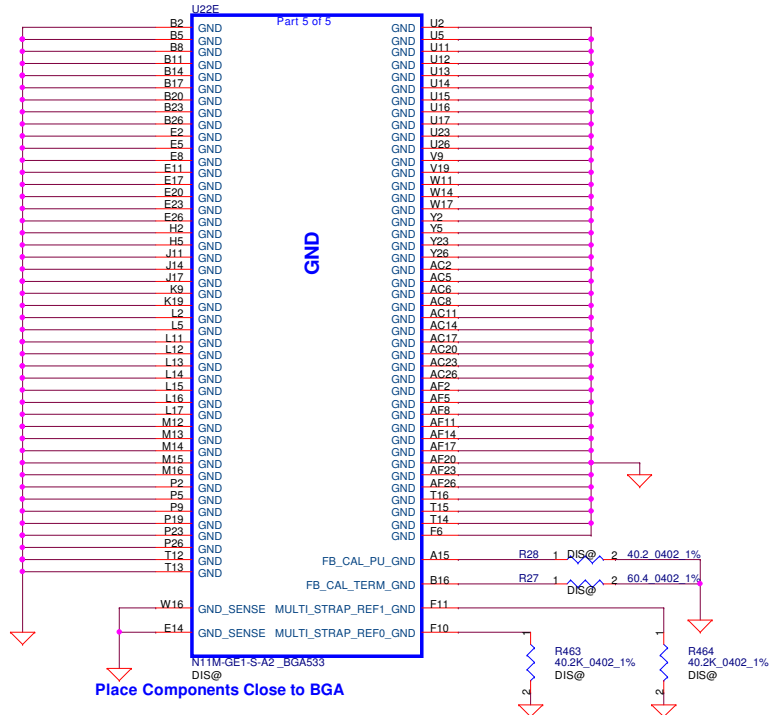 U22E
Part 5 of 5
B2 GND GND U2
B5 GND GND U5
B8 GND GND U11
B11 GND GND U12
B14 GND GND U13
B17 GND GND U14
B20 GND GND U15
B23 GND GND U16
B26 GND GND U17
E2 GND GND U23
E5 GND GND U26
E8 GND GND V9
E11 GND GND V19
E17 GND GND W11
E20 GND GND W14
E23 GND GND W17
E26 GND GND Y2
H2 GND GND Y5
H5 GND GND Y23
J11 GND GND Y26
J14 GND GND AC2
J17 GND GND AC5
K9 GND GND AC6
K19 GND GND AC8
L2 GND GND AC11
L5 GND GND AC14
L11 GND GND AC17
L12 GND GND AC20
L13 GND GND AC23
L14 GND GND AC26
L15 GND GND AF2
L16 GND GND AF5
L17 GND GND AF8
M12 GND GND AF11
M13 GND GND AF14
M14 GND GND AF17
M15 GND GND AF20
M16 GND GND AF23
P2 GND GND AF26
P5 GND GND T16
P9 GND GND T15
P19 GND GND T14
P23 GND GND F6
P26 GND
T12 GND FB_CAL_PU_GND A15 R28 1 DIS@ 2 40.2_0402_1%
T13 GND
FB_CAL_TERM_GND B16 R27 1 DIS@ 2 60.4_0402_1%
W16 GND_SENSE MULTI_STRAP_REF1_GND F11
E14 GND_SENSE MULTI_STRAP_REF0_GND F10
GND
1 R463 40.2K_0402_1% DIS@ 2
1 R464 40.2K_0402_1% DIS@ 2
N11M-GE1-S-A2_BGA533
DIS@
Place Components Close to BGA